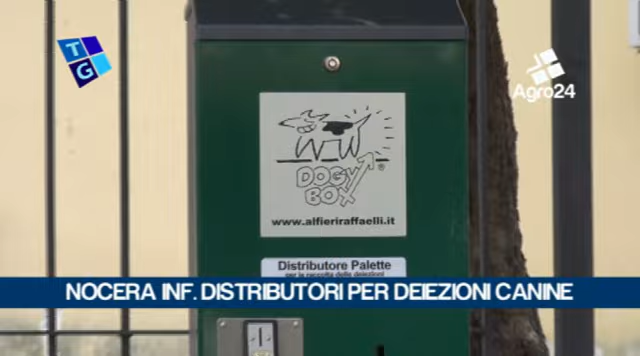 TG
Agro24
DOGY
BOX
®
www.alfieriraffaelli.it
Distributore Palette
per la raccolta delle deiezioni
NOCERA INF. DISTRIBUTORI PER DEIEZIONI CANINE